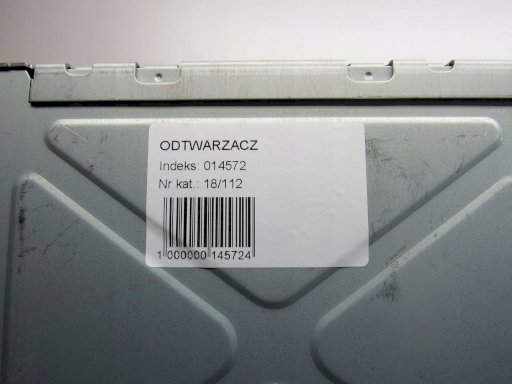 ODTWARZACZ
Indeks: 014572
Nr kat.: 18/112
1 000000 145724